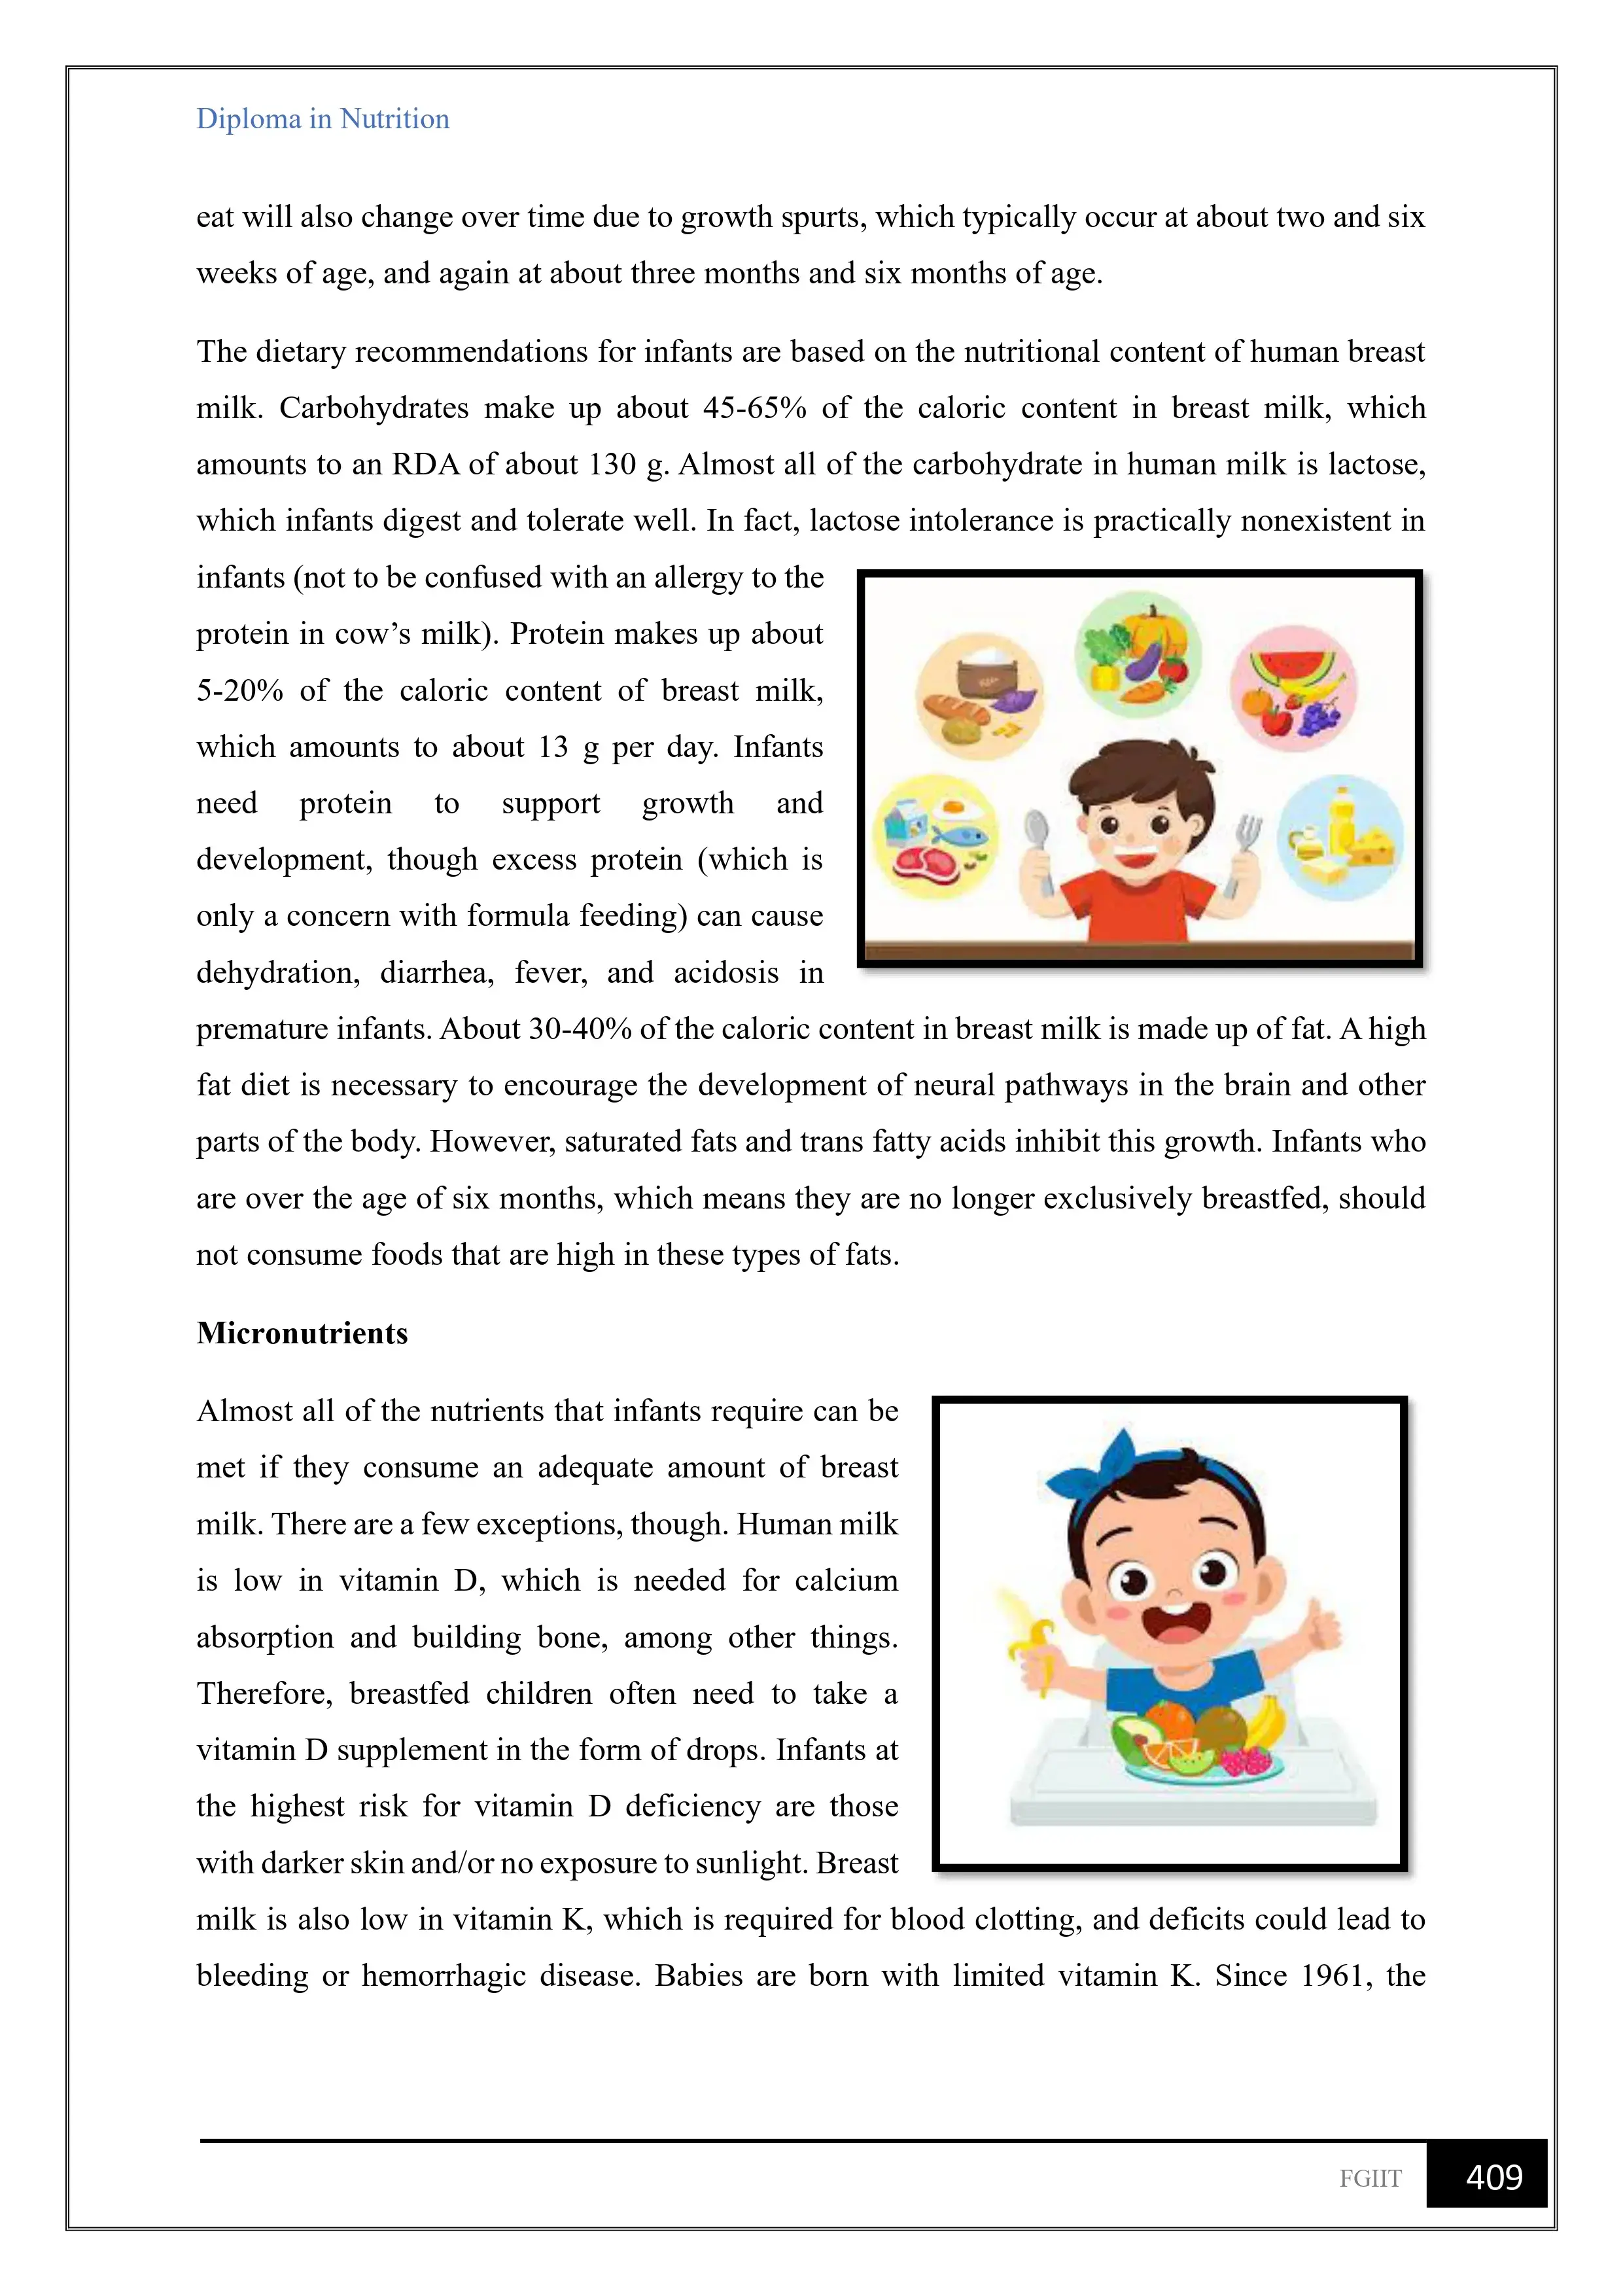 Diploma in Nutrition
eat will also change over time due to growth spurts, which typically occur at about two and six
weeks of age, and again at about three months and six months of age.
The dietary recommendations for infants are based on the nutritional content of human breast
milk. Carbohydrates make up about 45-65% of the caloric content in breast milk, which
amounts to an RDA of about 130 g. Almost all of the carbohydrate in human milk is lactose,
which infants digest and tolerate well. In fact, lactose intolerance is practically nonexistent in
infants (not to be confused with an allergy to the
protein in cow’s milk). Protein makes up about
5-20% of the caloric content of breast milk,
which amounts to about 13 g per day. Infants
need protein to support growth and
development, though excess protein (which is
only a concern with formula feeding) can cause
dehydration, diarrhea, fever, and acidosis in
premature infants. About 30-40% of the caloric content in breast milk is made up of fat. A high
fat diet is necessary to encourage the development of neural pathways in the brain and other
parts of the body. However, saturated fats and trans fatty acids inhibit this growth. Infants who
are over the age of six months, which means they are no longer exclusively breastfed, should
not consume foods that are high in these types of fats.
Micronutrients
Almost all of the nutrients that infants require can be
met if they consume an adequate amount of breast
milk. There are a few exceptions, though. Human milk
is low in vitamin D, which is needed for calcium
absorption and building bone, among other things.
Therefore, breastfed children often need to take a
vitamin D supplement in the form of drops. Infants at
the highest risk for vitamin D deficiency are those
with darker skin and/or no exposure to sunlight. Breast
milk is also low in vitamin K, which is required for blood clotting, and deficits could lead to
bleeding or hemorrhagic disease. Babies are born with limited vitamin K. Since 1961, the
FGIIT 409